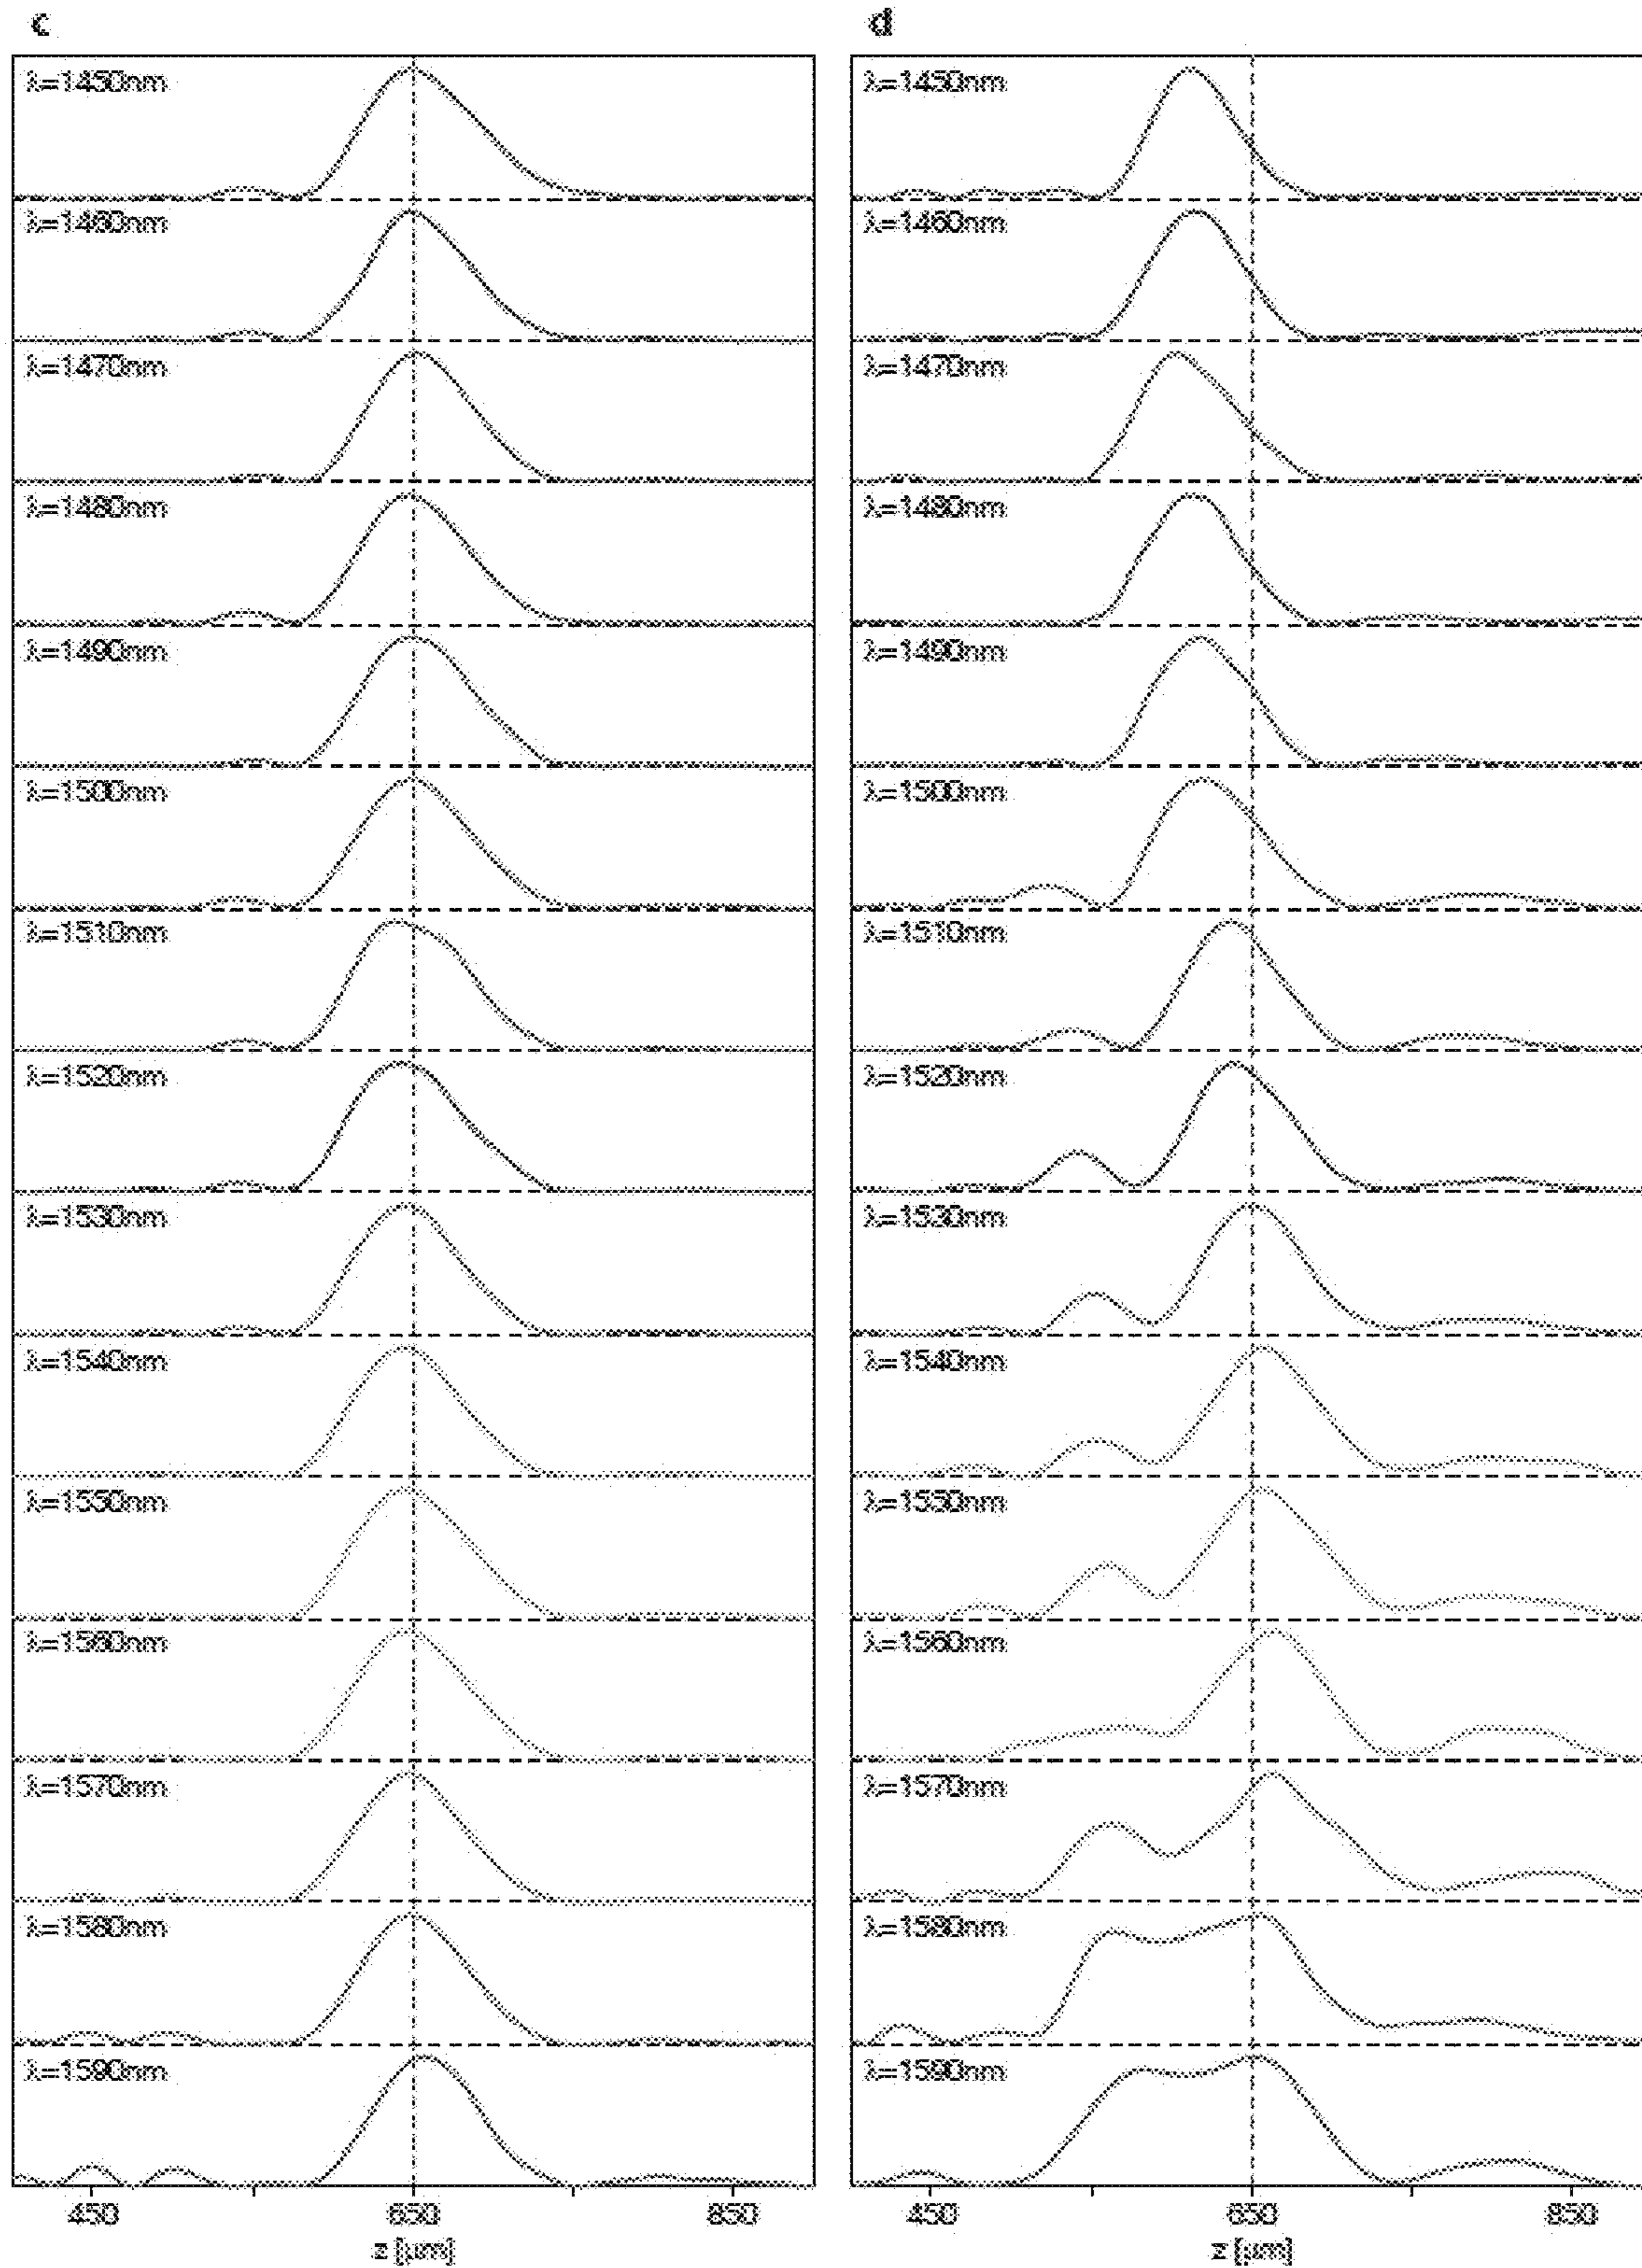 c d
λ=1450nm λ=1450nm
λ=1460nm λ=1460nm
λ=1470nm λ=1470nm
λ=1480nm λ=1480nm
λ=1490nm λ=1490nm
λ=1500nm λ=1500nm
λ=1510nm λ=1510nm
λ=1520nm λ=1520nm
λ=1530nm λ=1530nm
λ=1540nm λ=1540nm
λ=1550nm λ=1550nm
λ=1560nm λ=1560nm
λ=1570nm λ=1570nm
λ=1580nm λ=1580nm
λ=1590nm λ=1590nm
450 650 850 450 650 850
z [μm] z [μm]